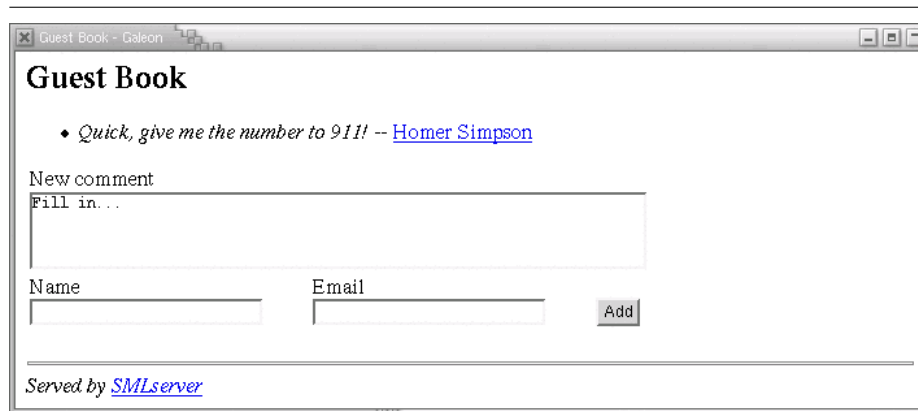 Guest Book - Galeon
Guest Book
• Quick, give me the number to 911! -- Homer Simpson
New comment
Fill in...
Name Email
Add
Served by SMLserver